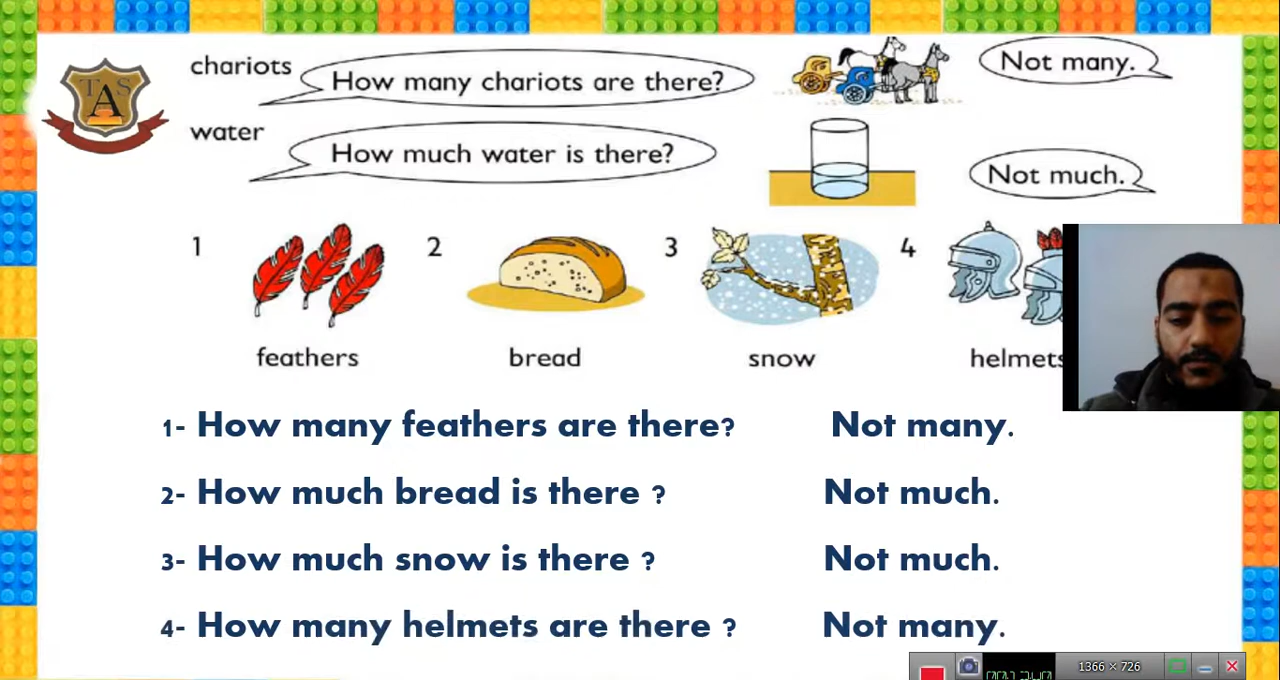 chariots
How many chariots are there?
Not many.
water
How much water is there?
Not much.
1
2
3
4
feathers
bread
snow
helmets
1- How many feathers are there? Not many.
2- How much bread is there ? Not much.
3- How much snow is there ? Not much.
4- How many helmets are there ? Not many.
TAS
1366 × 726